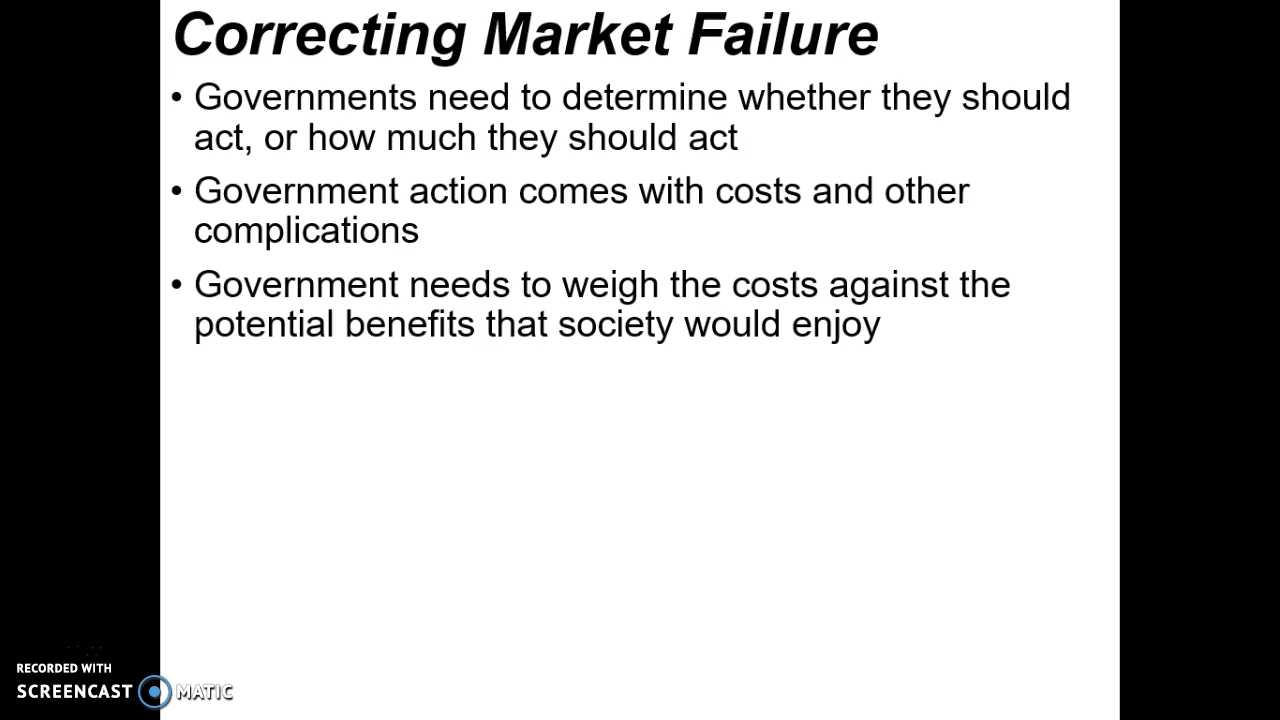 Correcting Market Failure
• Governments need to determine whether they should
act, or how much they should act
• Government action comes with costs and other
complications
• Government needs to weigh the costs against the
potential benefits that society would enjoy
RECORDED WITH
SCREENCAST MATIC